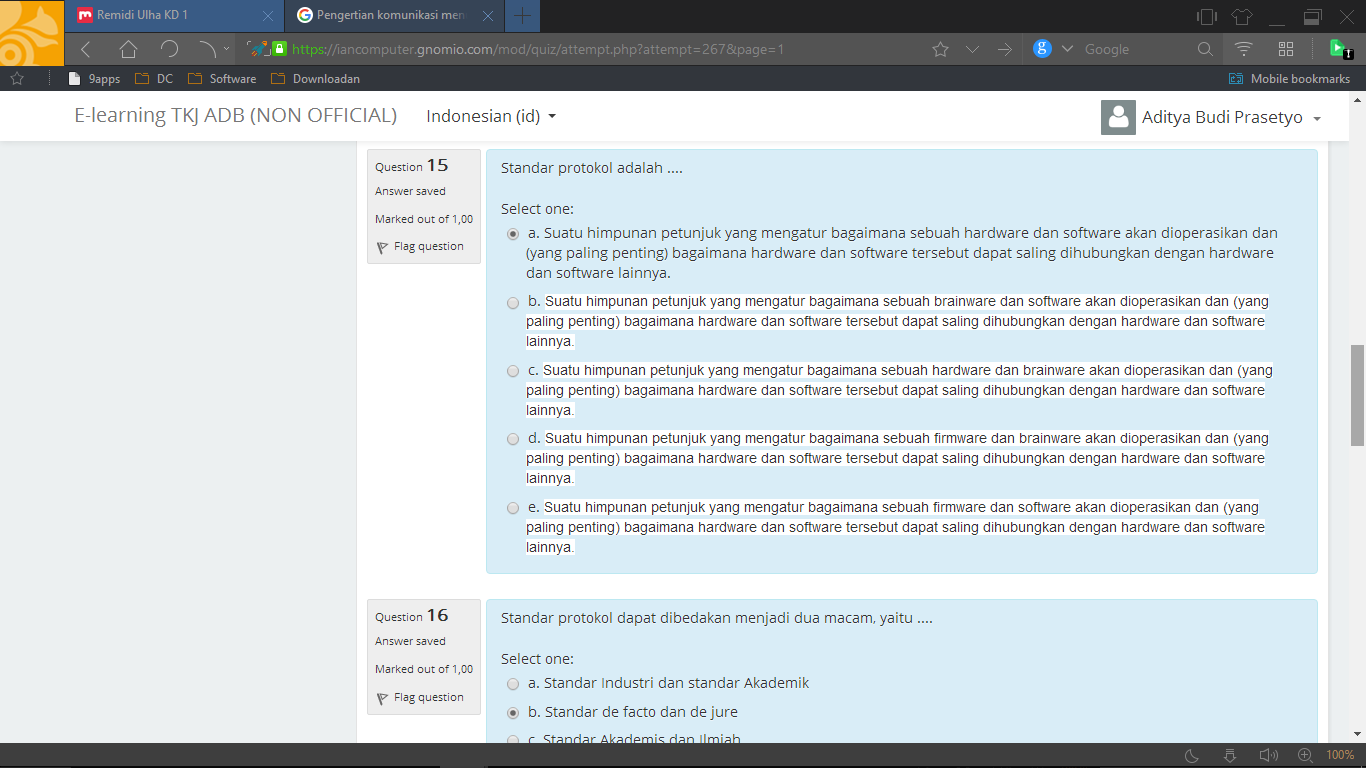 Remidi Ulha KD 1
Pengertian komunikasi men
https://iancomputer.gnomio.com/mod/quiz/attempt.php?attempt=267&page=1
g
Google
9apps
DC
Software
Downloadan
Mobile bookmarks
E-learning TKJ ADB (NON OFFICIAL)
Indonesian (id)
Aditya Budi Prasetyo
Question 15
Answer saved
Marked out of 1,00
Flag question
Standar protokol adalah ....
Select one:
a. Suatu himpunan petunjuk yang mengatur bagaimana sebuah hardware dan software akan dioperasikan dan
(yang paling penting) bagaimana hardware dan software tersebut dapat saling dihubungkan dengan hardware
dan software lainnya.
b. Suatu himpunan petunjuk yang mengatur bagaimana sebuah brainware dan software akan dioperasikan dan (yang
paling penting) bagaimana hardware dan software tersebut dapat saling dihubungkan dengan hardware dan software
lainnya.
c. Suatu himpunan petunjuk yang mengatur bagaimana sebuah hardware dan brainware akan dioperasikan dan (yang
paling penting) bagaimana hardware dan software tersebut dapat saling dihubungkan dengan hardware dan software
lainnya.
d. Suatu himpunan petunjuk yang mengatur bagaimana sebuah firmware dan brainware akan dioperasikan dan (yang
paling penting) bagaimana hardware dan software tersebut dapat saling dihubungkan dengan hardware dan software
lainnya.
e. Suatu himpunan petunjuk yang mengatur bagaimana sebuah firmware dan software akan dioperasikan dan (yang
paling penting) bagaimana hardware dan software tersebut dapat saling dihubungkan dengan hardware dan software
lainnya.
Question 16
Answer saved
Marked out of 1,00
Flag question
Standar protokol dapat dibedakan menjadi dua macam, yaitu ....
Select one:
a. Standar Industri dan standar Akademik
b. Standar de facto dan de jure
c. Standar Akademis dan Ilmiah
100%